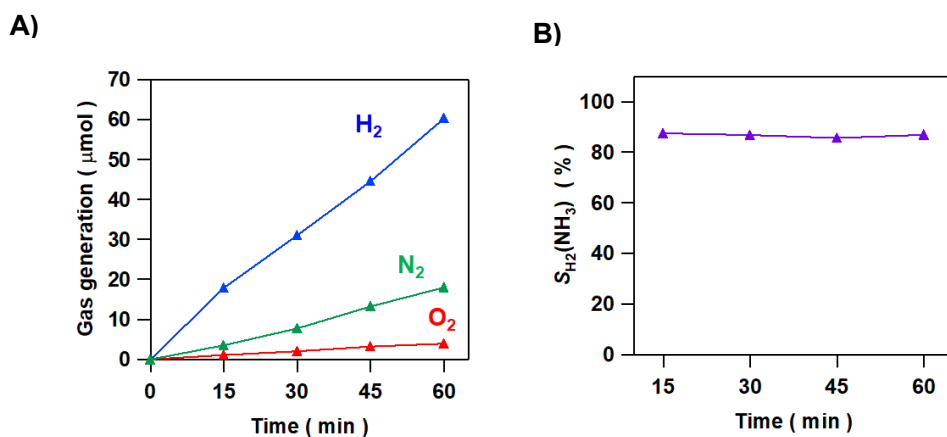 A)
Gas generation ( μmol )
70
60
50
40
30
20
10
0
H2
N2
O2
0 15 30 45 60
Time ( min )
B)
SH2(NH3) ( % )
100
80
60
40
20
0
15 30 45 60
Time ( min )